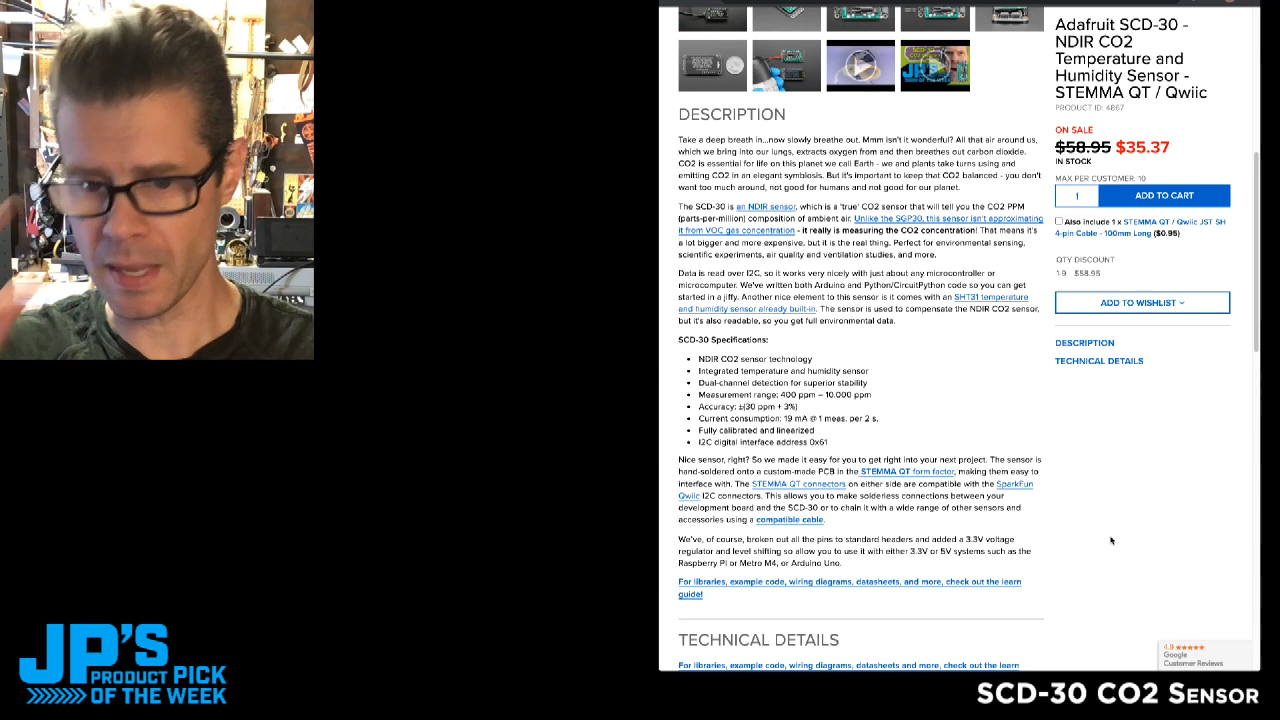 DESCRIPTION
Take a deep breath in...now slowly breathe out. Mmm isn't it wonderful? All that air around us,
which we bring into our lungs, extracts oxygen from and then breathes out carbon dioxide.
CO2 is essential for life on this planet we call Earth - we and plants take turns using and
emitting CO2 in an elegant symbiosis. But it's important to keep that CO2 balanced - you don't
want too much around, not good for humans and not good for our planet.
The SCD-30 is an NDIR sensor, which is a 'true' CO2 sensor that will tell you the CO2 PPM
(parts-per-million) composition of ambient air. Unlike the SGP30, this sensor isn't approximating
it from VOC gas concentration - it really is measuring the CO2 concentration! That means it's
a lot bigger and more expensive, but it is the real thing. Perfect for environmental sensing,
scientific experiments, air quality and ventilation studies, and more.
Data is read over I2C, so it works very nicely with just about any microcontroller or
microcomputer. We've written both Arduino and Python/CircuitPython code so you can get
started in a jiffy. Another nice element to this sensor is it comes with an SHT31 temperature
and humidity sensor already built-in. The sensor is used to compensate the NDIR CO2 sensor,
but it's also readable, so you get full environmental data.
SCD-30 Specifications:
• NDIR CO2 sensor technology
• Integrated temperature and humidity sensor
• Dual-channel detection for superior stability
• Measurement range: 400 ppm – 10.000 ppm
• Accuracy: ±(30 ppm + 3%)
• Current consumption: 19 mA @ 1 meas. per 2 s.
• Fully calibrated and linearized
• I2C digital interface address 0x61
Nice sensor, right? So we made it easy for you to get right into your next project. The sensor is
hand-soldered onto a custom-made PCB in the STEMMA QT form factor, making them easy to
interface with. The STEMMA QT connectors on either side are compatible with the SparkFun
Qwiic I2C connectors. This allows you to make solderless connections between your
development board and the SCD-30 or to chain it with a wide range of other sensors and
accessories using a compatible cable.
We've, of course, broken out all the pins to standard headers and added a 3.3V voltage
regulator and level shifting so allow you to use it with either 3.3V or 5V systems such as the
Raspberry Pi or Metro M4, or Arduino Uno.
For libraries, example code, wiring diagrams, datasheets, and more, check out the learn
guide!
TECHNICAL DETAILS
For libraries, example code, wiring diagrams, datasheets and more, check out the learn
Adafruit SCD-30 -
NDIR CO2
Temperature and
Humidity Sensor -
STEMMA QT / Qwiic
PRODUCT ID: 4867
ON SALE
$58.95 $35.37
IN STOCK
MAX PER CUSTOMER: 10
1 ADD TO CART
Also include 1 x STEMMA QT / Qwiic JST SH
4-pin Cable - 100mm Long ($0.95)
QTY DISCOUNT
1-9 $58.95
ADD TO WISHLIST
DESCRIPTION
TECHNICAL DETAILS
4.9 ★★★★★
Google
Customer Reviews
JP'S
PRODUCT PICK
OF THE WEEK
SCD-30 CO2 SENSOR